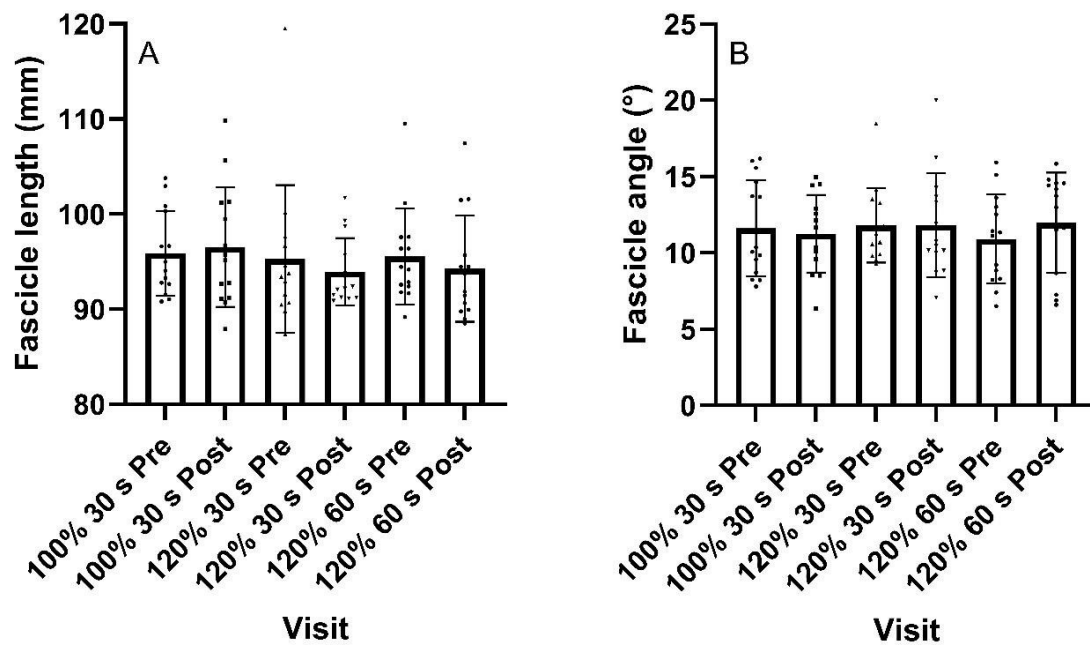 A
Fascicle length (mm)
120
110
100
90
80
100% 30 s Pre
100% 30 s Post
120% 30 s Pre
120% 30 s Post
120% 60 s Pre
120% 60 s Post
Visit
B
Fascicle angle (°)
25
20
15
10
5
0
100% 30 s Pre
100% 30 s Post
120% 30 s Pre
120% 30 s Post
120% 60 s Pre
120% 60 s Post
Visit